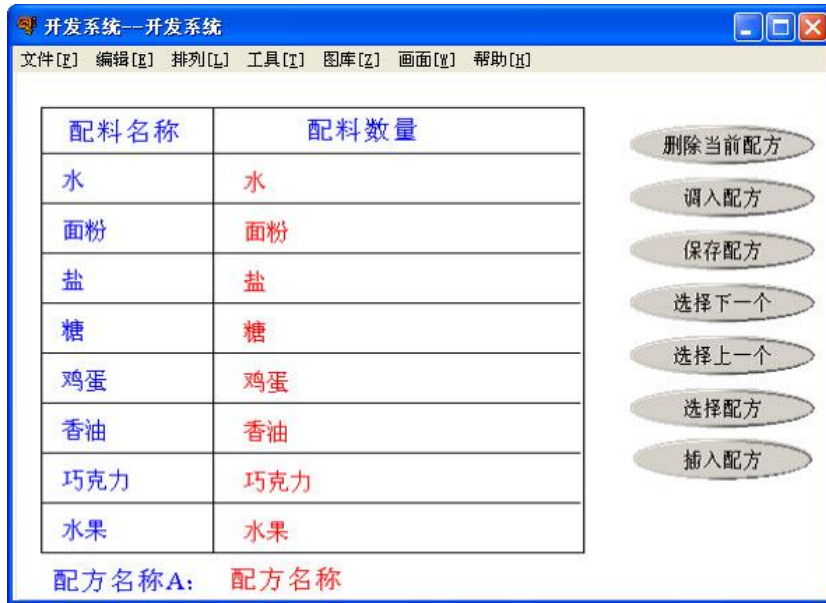 开发系统--开发系统
文件[F] 编辑[E] 排列[L] 工具[T] 图库[Z] 画面[W] 帮助[H]
配料名称 配料数量
水 水
面粉 面粉
盐 盐
糖 糖
鸡蛋 鸡蛋
香油 香油
巧克力 巧克力
水果 水果
配方名称A: 配方名称
删除当前配方
调入配方
保存配方
选择下一个
选择上一个
选择配方
插入配方